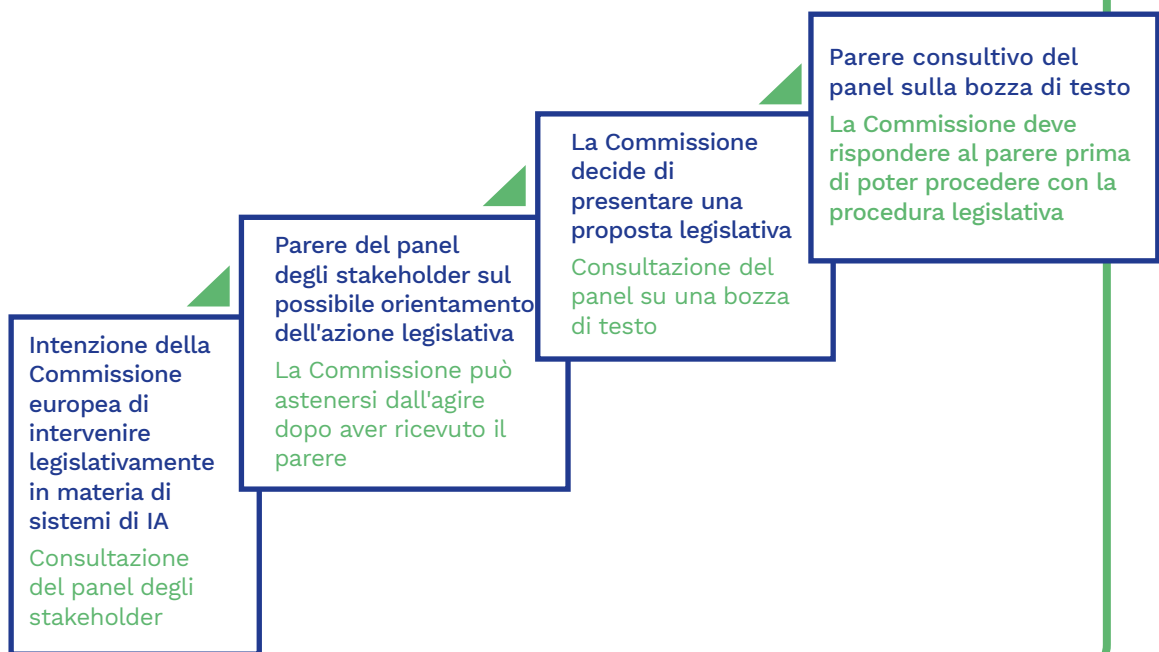 Intenzione della
Commissione
europea di
intervenire
legislativamente
in materia di
sistemi di IA
Consultazione
del panel degli
stakeholder
Parere del panel
degli stakeholder sul
possibile orientamento
dell'azione legislativa
La Commissione può
astenersi dall'agire
dopo aver ricevuto il
parere
La Commissione
decide di
presentare una
proposta legislativa
Consultazione del
panel su una bozza
di testo
Parere consultivo del
panel sulla bozza di testo
La Commissione deve
rispondere al parere prima
di poter procedere con la
procedura legislativa